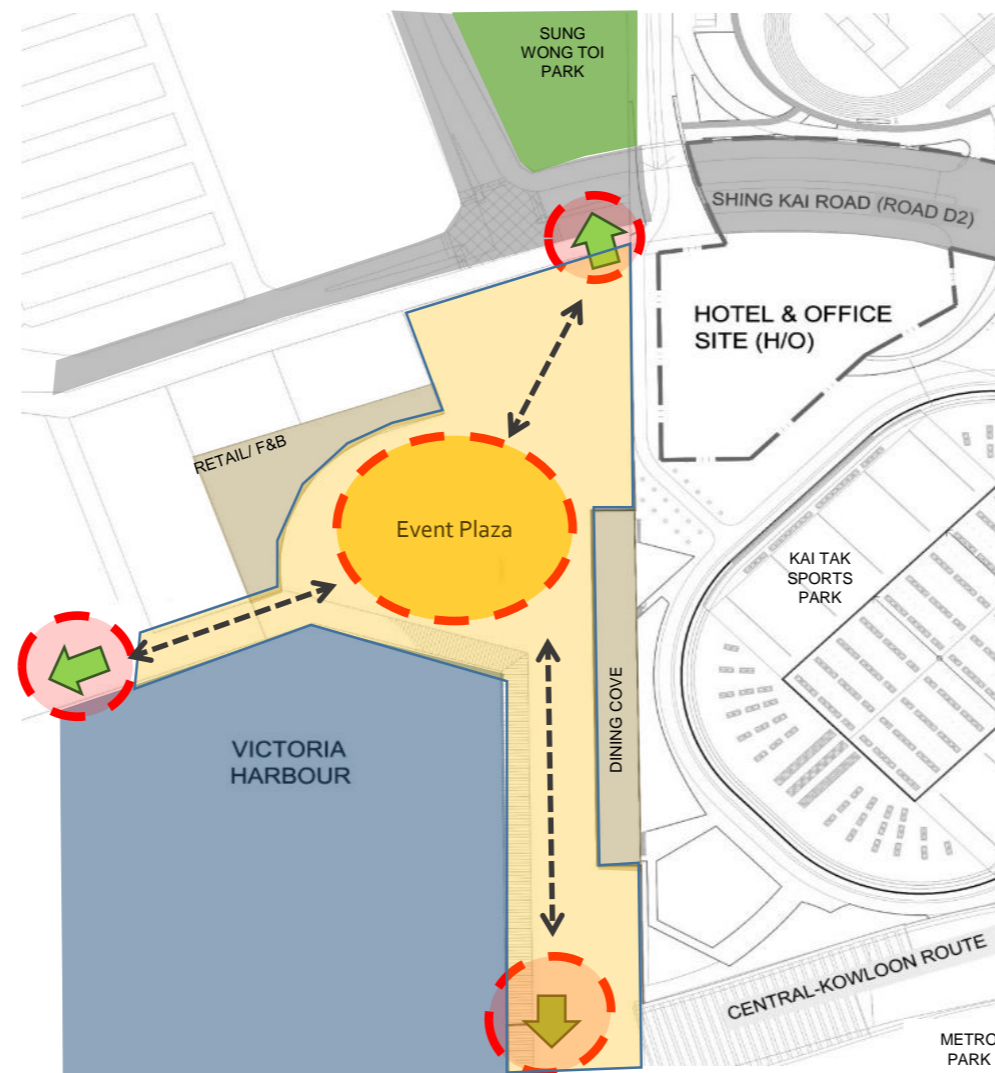 SUNG
WONG TOI
PARK
SHING KAI ROAD (ROAD D2)
HOTEL & OFFICE
SITE (H/O)
RETAIL/ F&B
Event Plaza
KAI TAK
SPORTS
PARK
DINING COVE
VICTORIA
HARBOUR
CENTRAL-KOWLOON ROUTE
METRO
PARK